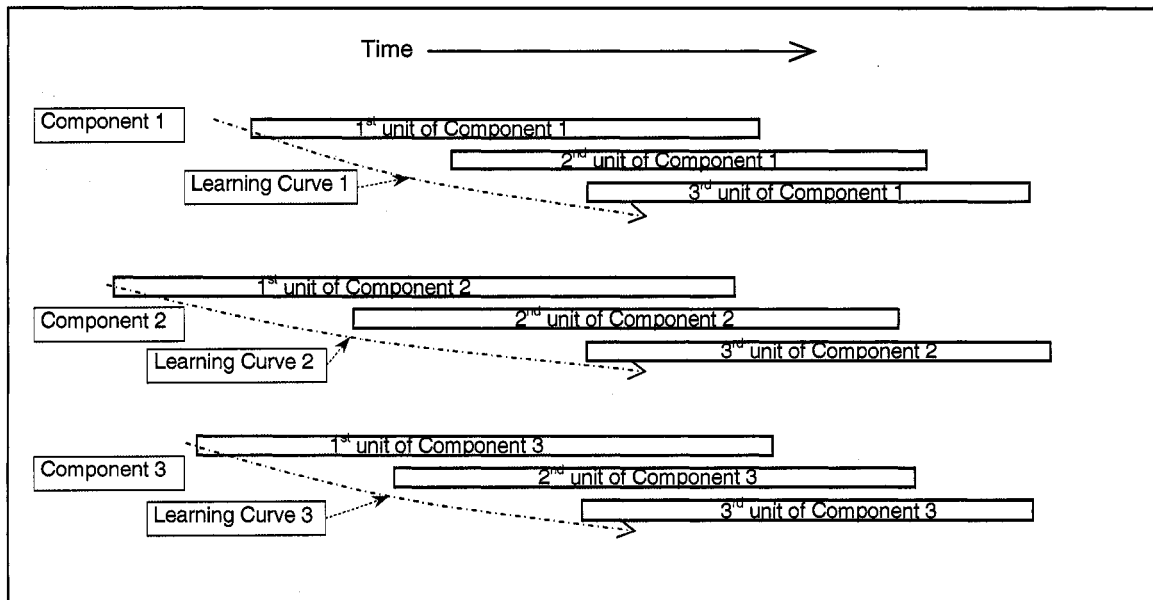 Time
Component 1
1st unit of Component 1
2nd unit of Component 1
Learning Curve 1
3rd unit of Component 1
1st unit of Component 2
Component 2
2nd unit of Component 2
Learning Curve 2
3rd unit of Component 2
1st unit of Component 3
Component 3
2nd unit of Component 3
Learning Curve 3
3rd unit of Component 3